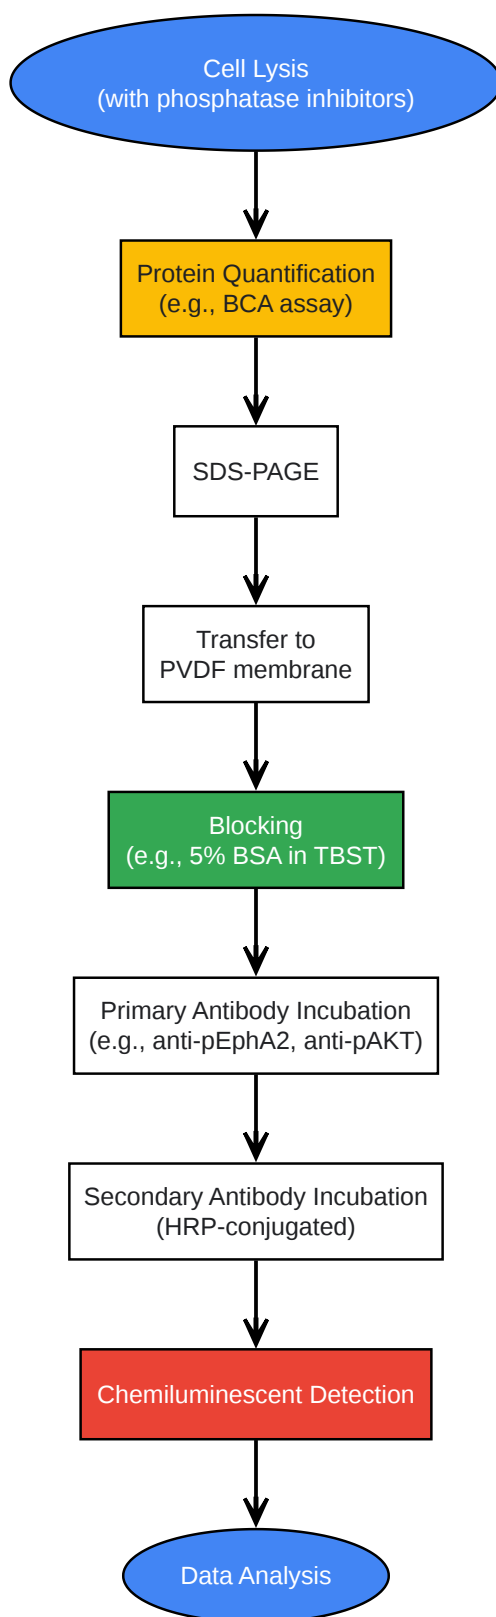 Cell Lysis
(with phosphatase inhibitors)
Protein Quantification
(e.g., BCA assay)
SDS-PAGE
Transfer to
PVDF membrane
Blocking
(e.g., 5% BSA in TBST)
Primary Antibody Incubation
(e.g., anti-pEphA2, anti-pAKT)
Secondary Antibody Incubation
(HRP-conjugated)
Chemiluminescent Detection
Data Analysis